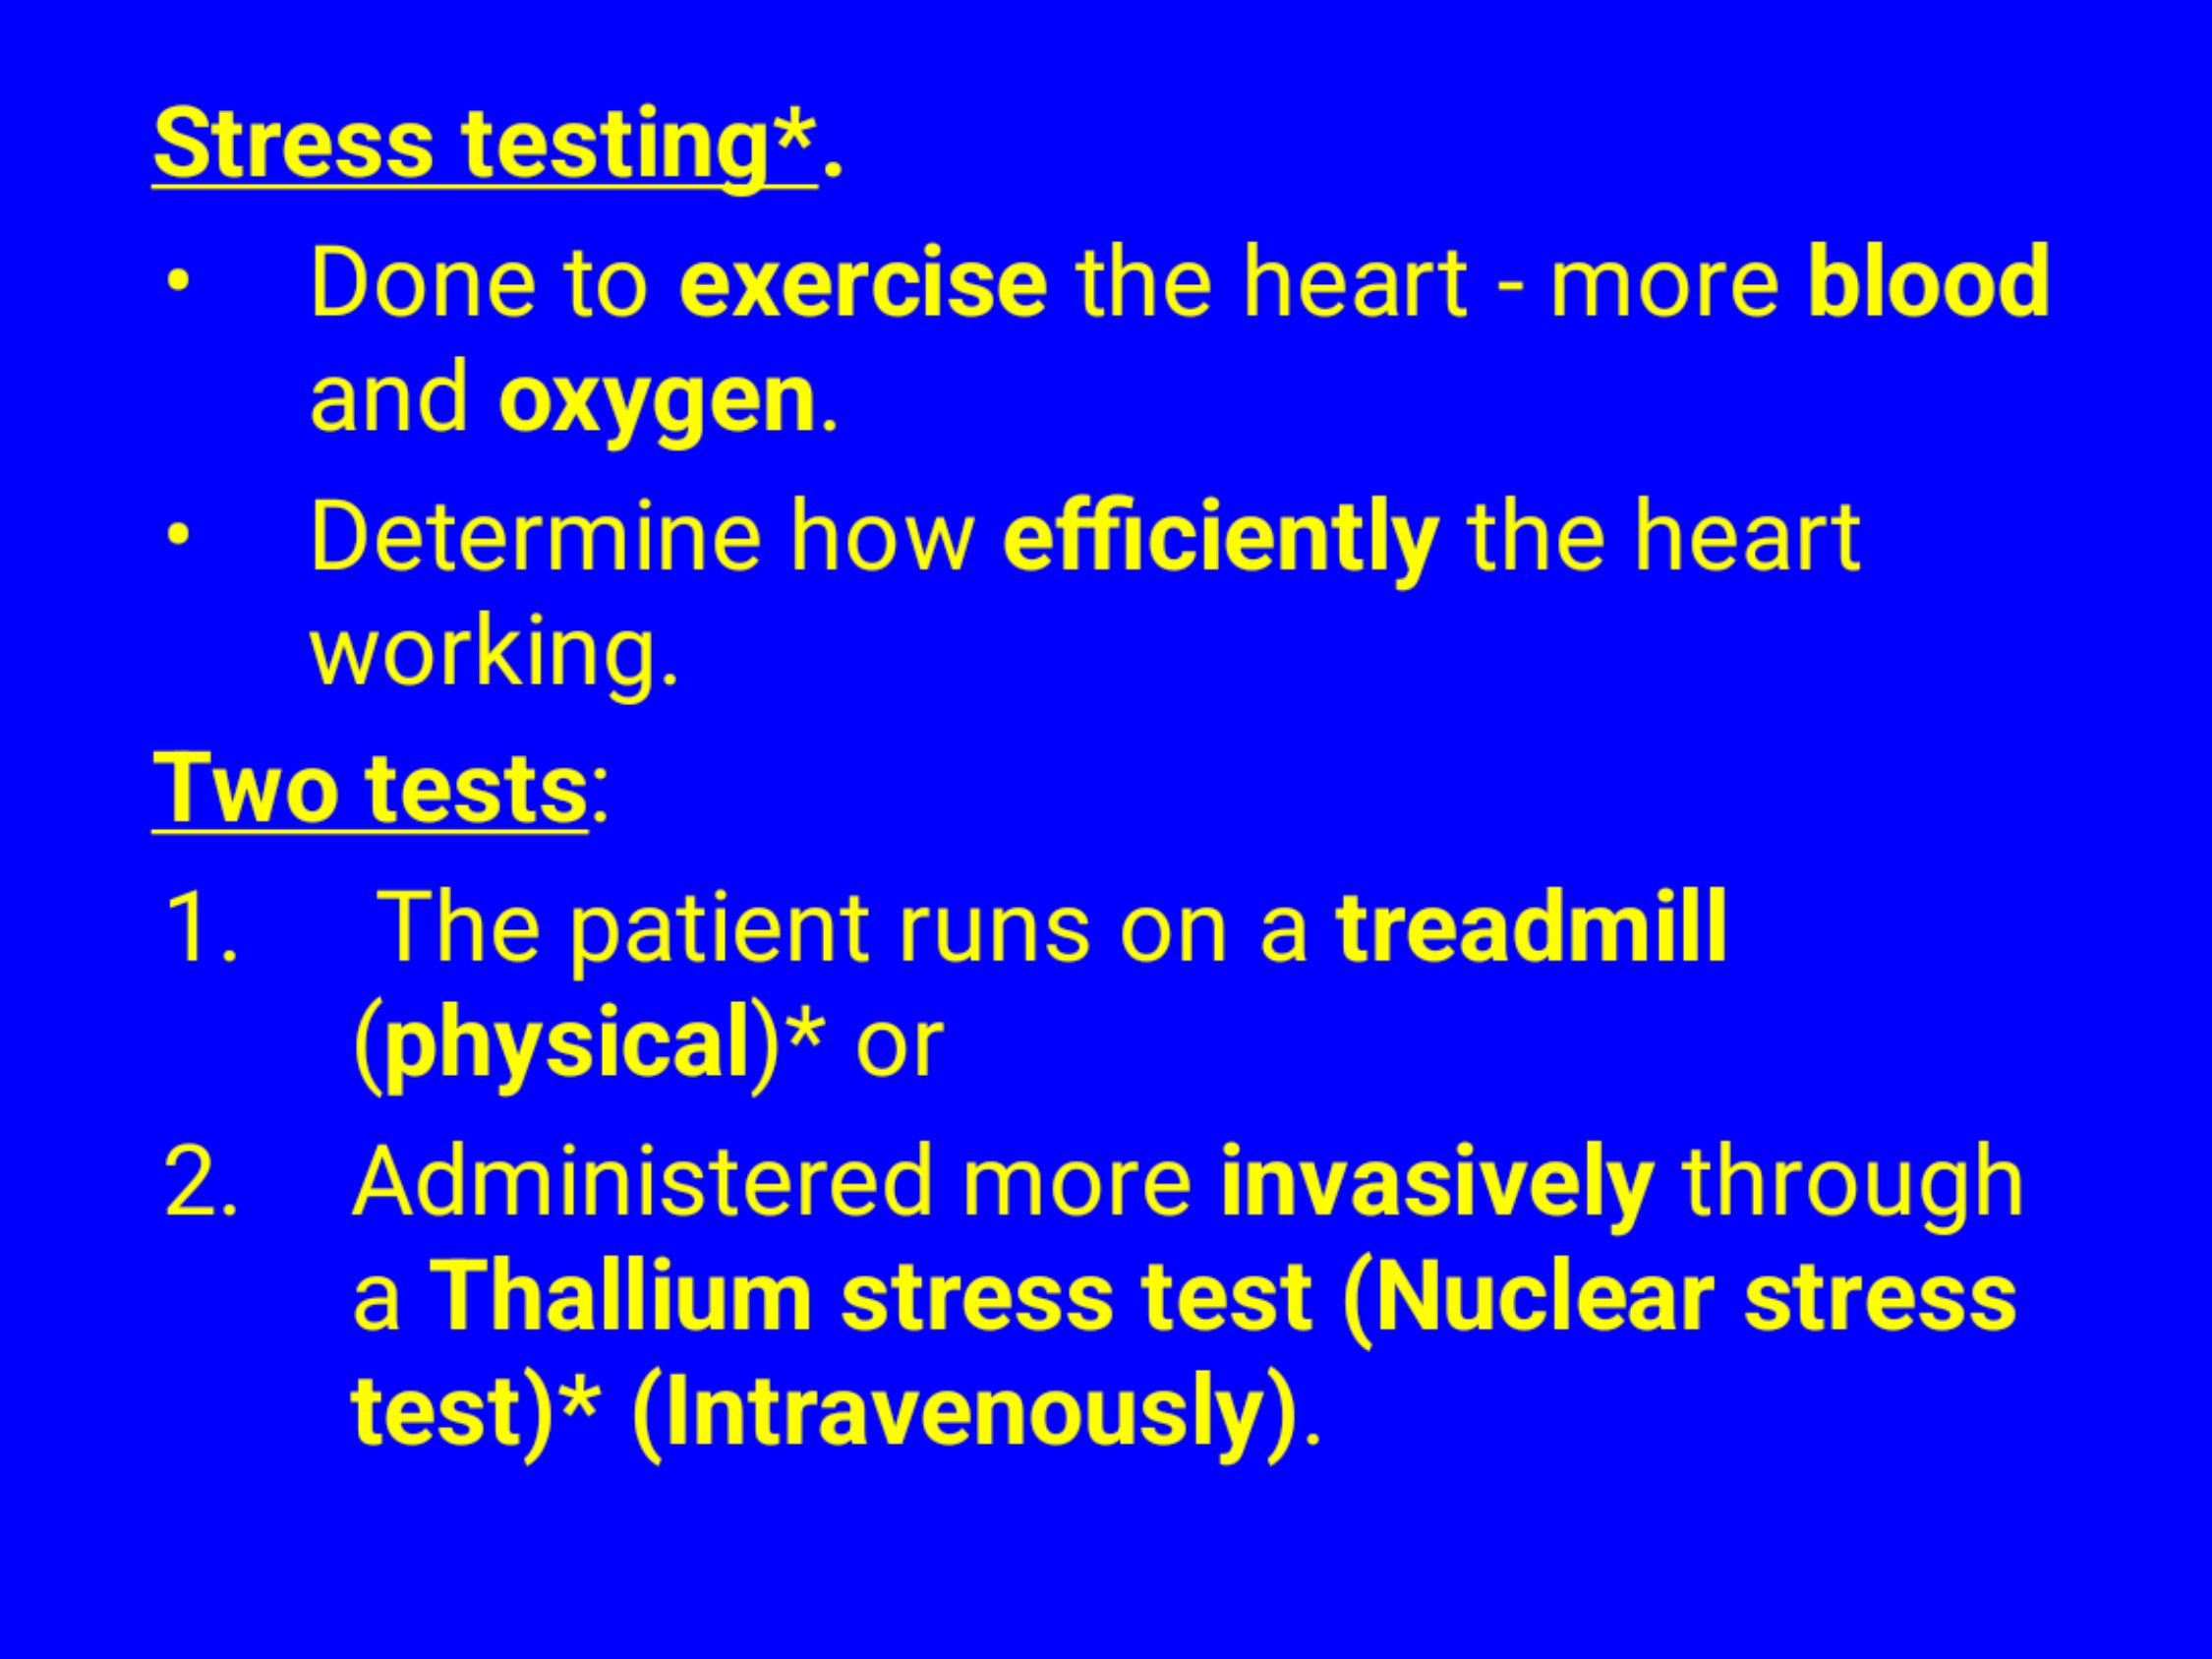 Stress testing*.
• Done to exercise the heart - more blood
and oxygen.
• Determine how efficiently the heart
working.
Two tests:
1. The patient runs on a treadmill
(physical)* or
2. Administered more invasively through
a Thallium stress test (Nuclear stress
test)* (Intravenously).